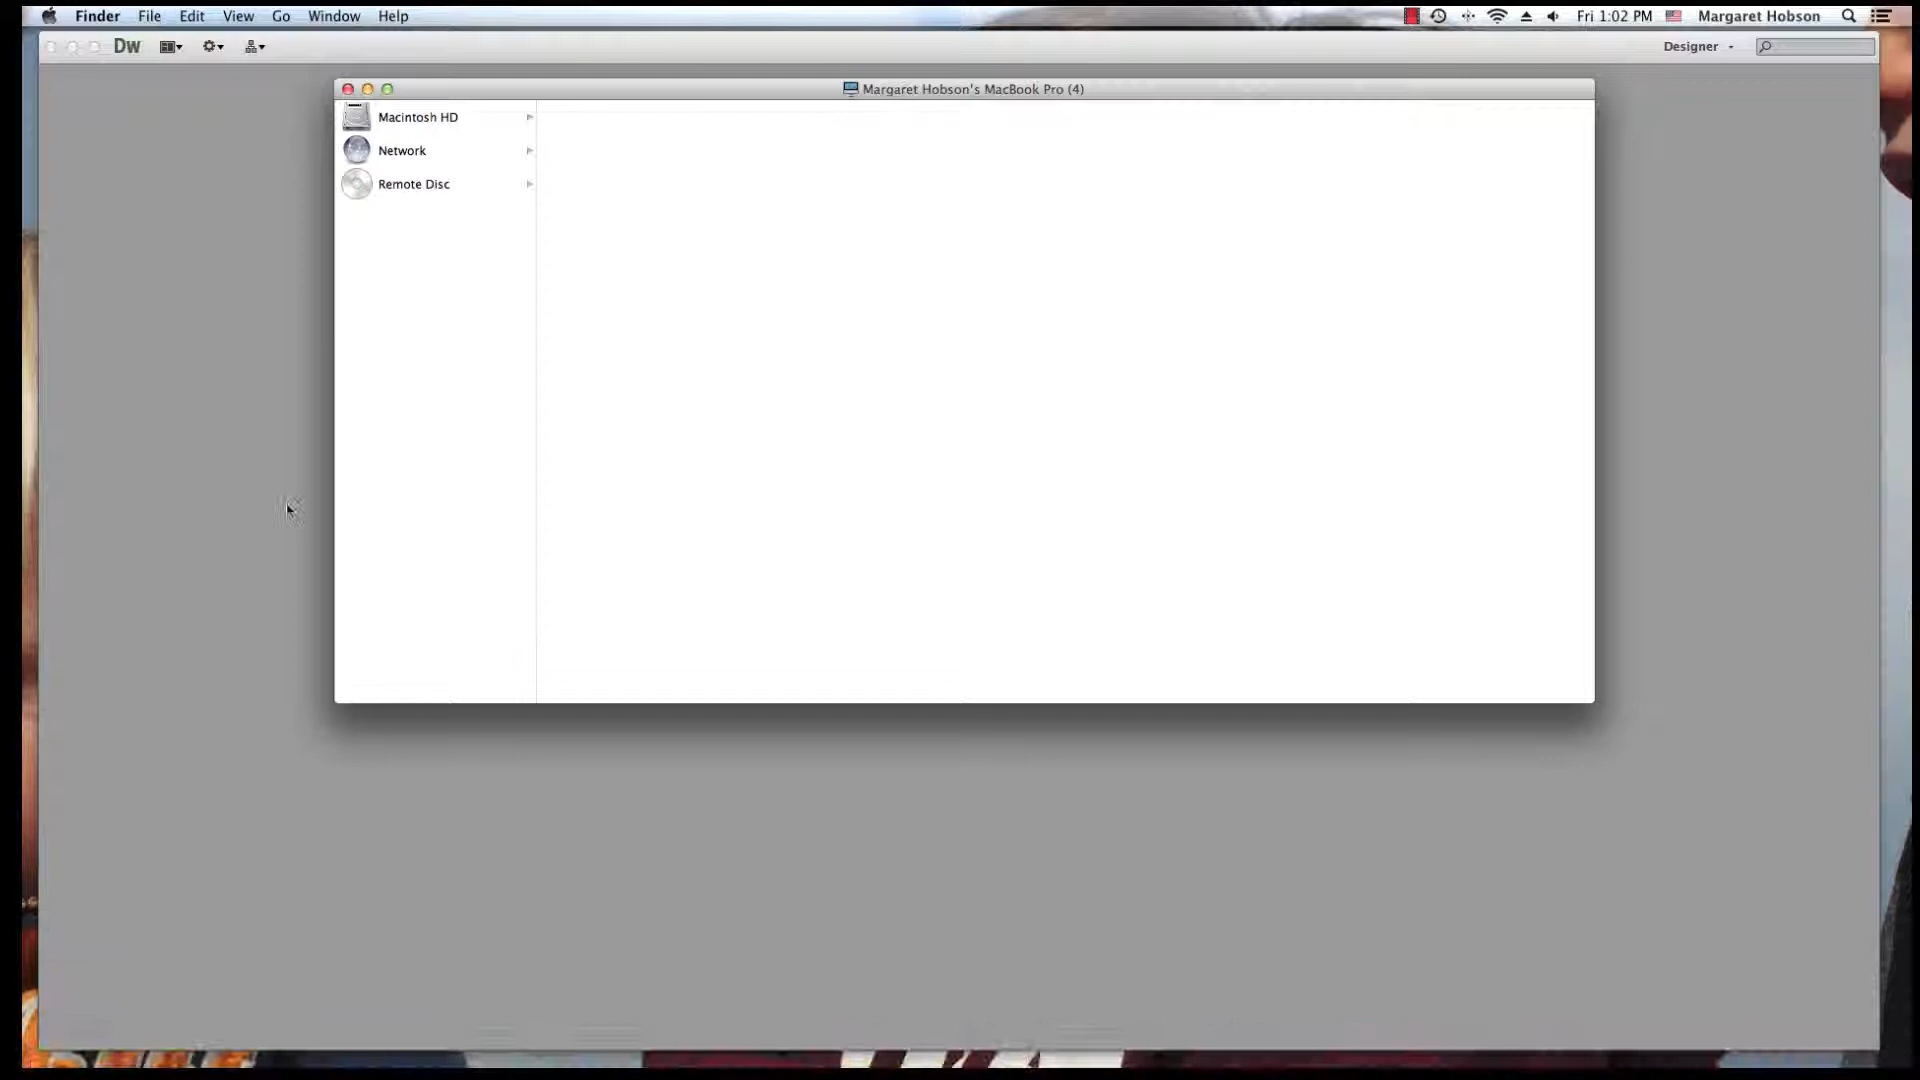 Finder File Edit View Go Window Help Fri 1:02 PM Margaret Hobson
Dw Designer
Margaret Hobson's MacBook Pro (4)
Macintosh HD
Network
Remote Disc